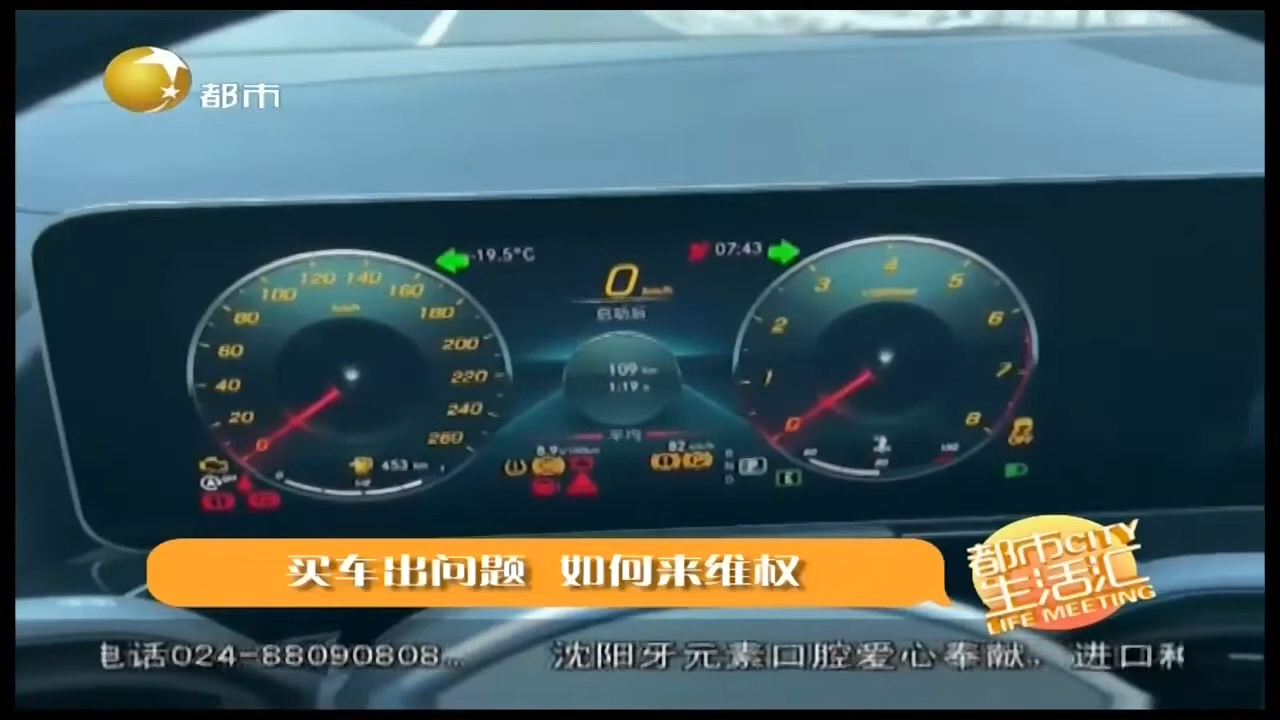 都市
-19.5°C
07:43
0 km/h
启动后
109 km
1:19 h
平均
8.9
82 km/h
120 140
100 160
80 180
60 200
40 220
20 240
0 260
453 km
4
3 5
2 6
1 7
0 8
OFF
P
买车出问题 如何来维权
都市CITY
生活汇
LIFE MEETING
电话024-88090808... 沈阳牙元素口腔爱心奉献，进口种